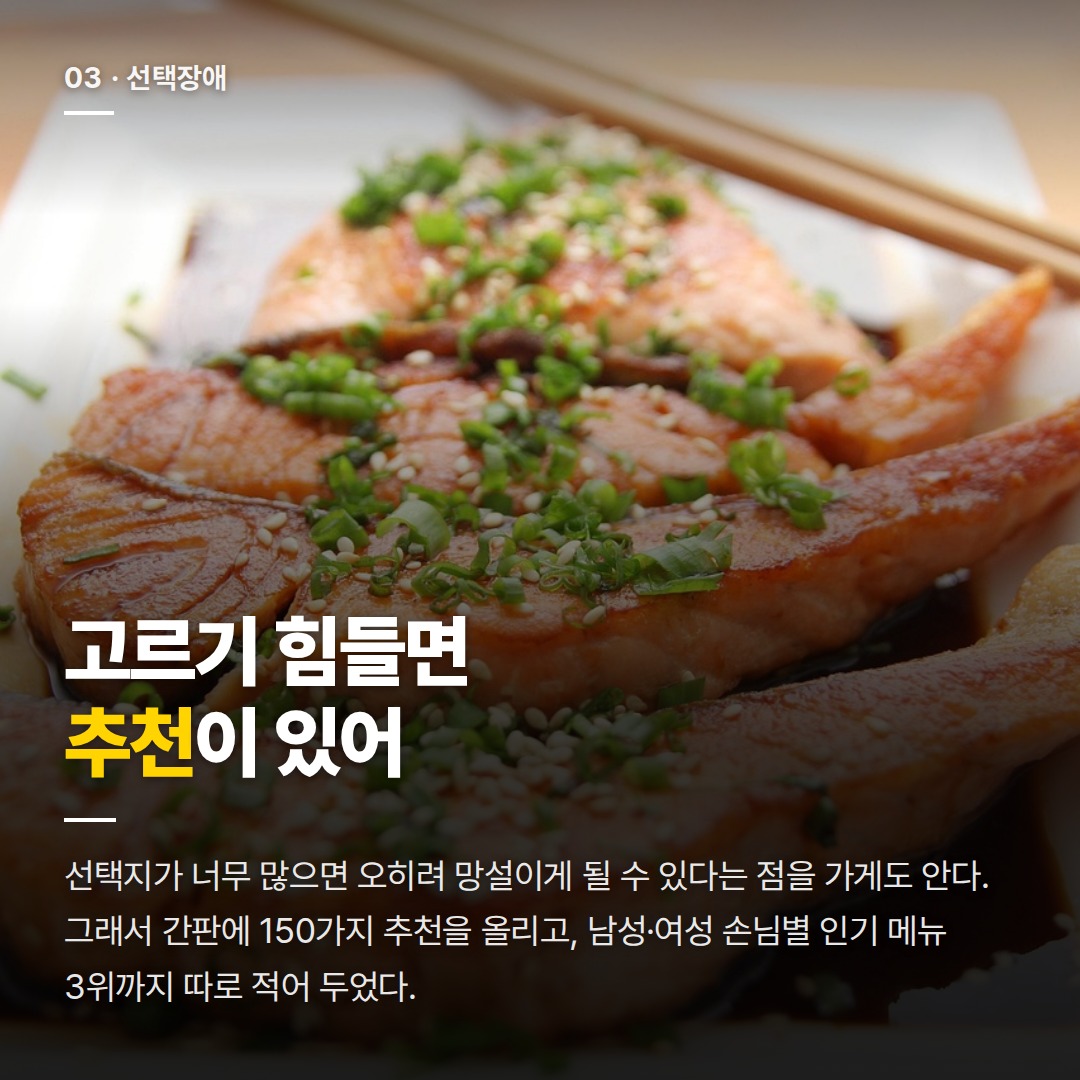 03 · 선택장애
고르기 힘들면
추천이 있어
선택지가 너무 많으면 오히려 망설이게 될 수 있다는 점을 가게도 안다.
그래서 간판에 150가지 추천을 올리고, 남성·여성 손님별 인기 메뉴
3위까지 따로 적어 두었다.